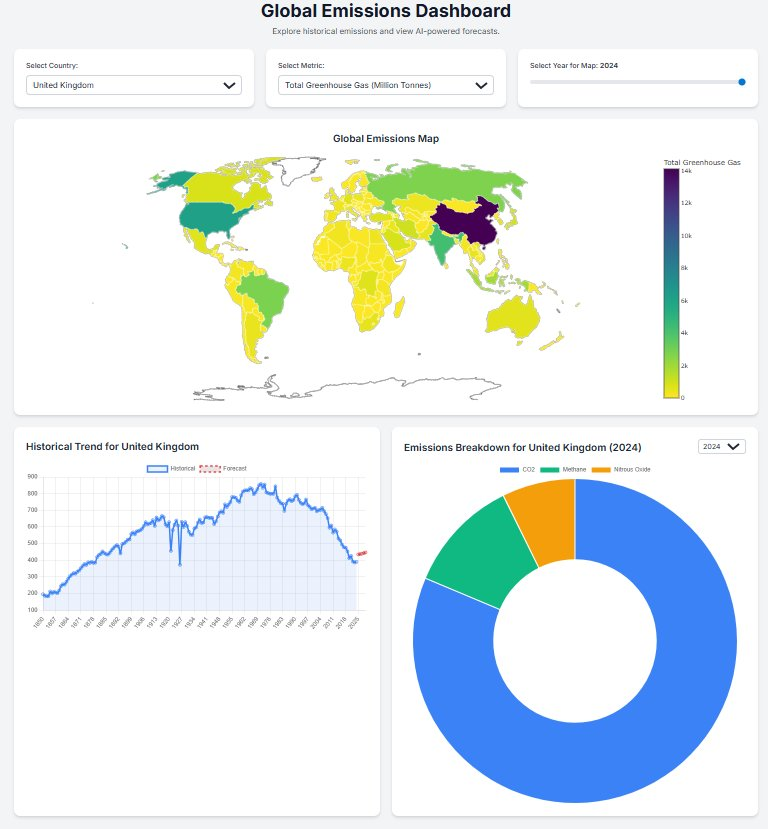 Global Emissions Dashboard
Explore historical emissions and view AI-powered forecasts.
Select Country:
United Kingdom
Select Metric:
Total Greenhouse Gas (Million Tonnes)
Select Year for Map: 2024
Global Emissions Map
Total Greenhouse Gas
14k
12k
10k
8k
6k
4k
2k
0
Historical Trend for United Kingdom
Historical
Forecast
900
800
700
600
500
400
300
200
100
1850
1857
1864
1871
1878
1885
1892
1899
1906
1913
1920
1927
1934
1941
1948
1955
1962
1969
1976
1983
1990
1997
2004
2011
2018
2025
Emissions Breakdown for United Kingdom (2024)
2024
CO2
Methane
Nitrous Oxide